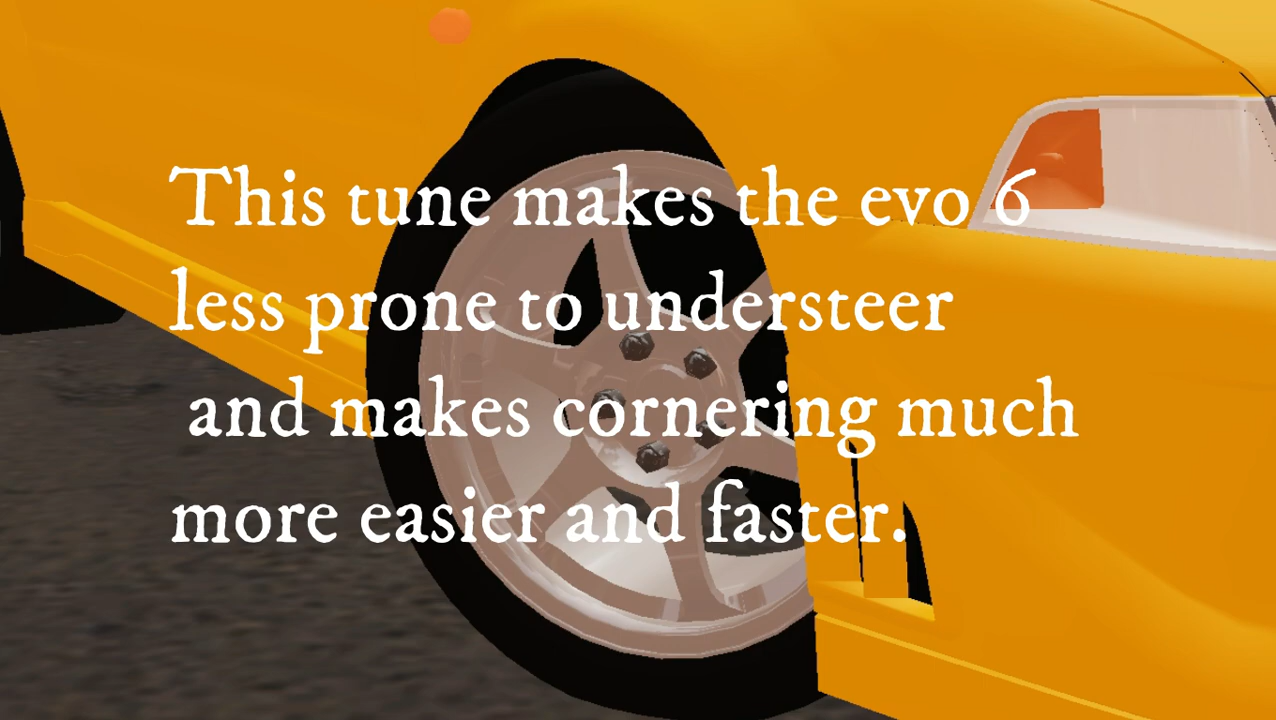 This tune makes the evo 6
less prone to understeer
and makes cornering much
more easier and faster.